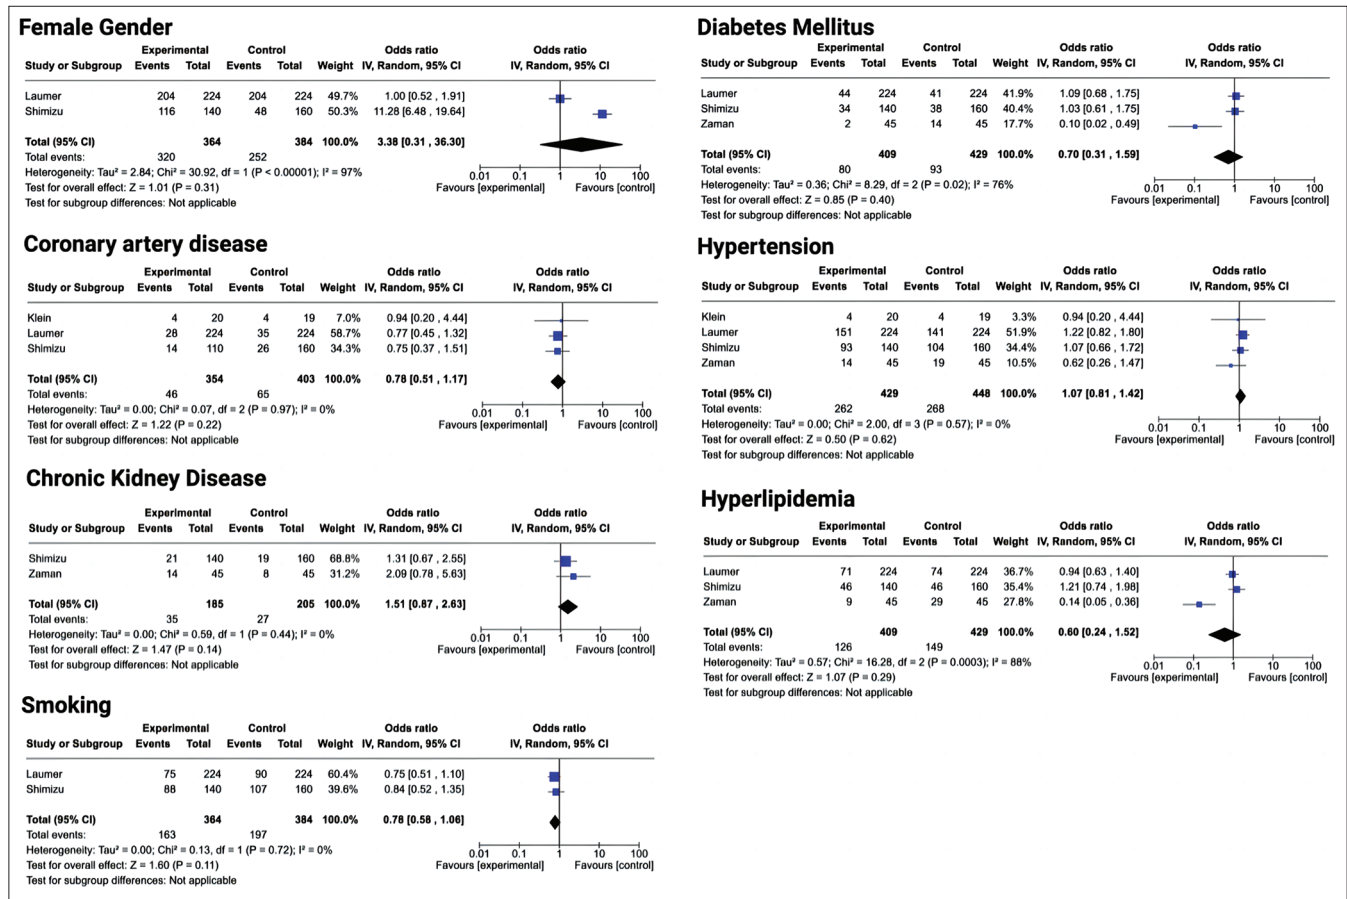 Female Gender
Experimental Control Odds ratio Odds ratio
Study or Subgroup Events Total Events Total Weight IV, Random, 95% CI IV, Random, 95% CI
Laumer 204 224 204 224 49.7% 1.00 [0.52 , 1.91]
Shimizu 116 140 48 160 50.3% 11.28 [6.48 , 19.64]
Total (95% CI) 364 384 100.0% 3.38 [0.31 , 36.30]
Total events: 320 252
Heterogeneity: Tau² = 2.84; Chi² = 30.92, df = 1 (P < 0.00001); I² = 97%
Test for overall effect: Z = 1.01 (P = 0.31)
Test for subgroup differences: Not applicable
0.01 0.1 1 10 100
Favours [experimental] Favours [control]
Coronary artery disease
Experimental Control Odds ratio Odds ratio
Study or Subgroup Events Total Events Total Weight IV, Random, 95% CI IV, Random, 95% CI
Klein 4 20 4 19 7.0% 0.94 [0.20 , 4.44]
Laumer 28 224 35 224 58.7% 0.77 [0.45 , 1.32]
Shimizu 14 110 26 160 34.3% 0.75 [0.37 , 1.51]
Total (95% CI) 354 403 100.0% 0.78 [0.51 , 1.17]
Total events: 46 65
Heterogeneity: Tau² = 0.00; Chi² = 0.07, df = 2 (P = 0.97); I² = 0%
Test for overall effect: Z = 1.22 (P = 0.22)
Test for subgroup differences: Not applicable
0.01 0.1 1 10 100
Favours [experimental] Favours [control]
Chronic Kidney Disease
Experimental Control Odds ratio Odds ratio
Study or Subgroup Events Total Events Total Weight IV, Random, 95% CI IV, Random, 95% CI
Shimizu 21 140 19 160 68.8% 1.31 [0.67 , 2.55]
Zaman 14 45 8 45 31.2% 2.09 [0.78 , 5.63]
Total (95% CI) 185 205 100.0% 1.51 [0.87 , 2.63]
Total events: 35 27
Heterogeneity: Tau² = 0.00; Chi² = 0.59, df = 1 (P = 0.44); I² = 0%
Test for overall effect: Z = 1.47 (P = 0.14)
Test for subgroup differences: Not applicable
0.01 0.1 1 10 100
Favours [experimental] Favours [control]
Smoking
Experimental Control Odds ratio Odds ratio
Study or Subgroup Events Total Events Total Weight IV, Random, 95% CI IV, Random, 95% CI
Laumer 75 224 90 224 60.4% 0.75 [0.51 , 1.10]
Shimizu 88 140 107 160 39.6% 0.84 [0.52 , 1.35]
Total (95% CI) 364 384 100.0% 0.78 [0.58 , 1.06]
Total events: 163 197
Heterogeneity: Tau² = 0.00; Chi² = 0.13, df = 1 (P = 0.72); I² = 0%
Test for overall effect: Z = 1.60 (P = 0.11)
Test for subgroup differences: Not applicable
0.01 0.1 1 10 100
Favours [experimental] Favours [control]
Diabetes Mellitus
Experimental Control Odds ratio Odds ratio
Study or Subgroup Events Total Events Total Weight IV, Random, 95% CI IV, Random, 95% CI
Laumer 44 224 41 224 41.9% 1.09 [0.68 , 1.75]
Shimizu 34 140 38 160 40.4% 1.03 [0.61 , 1.75]
Zaman 2 45 14 45 17.7% 0.10 [0.02 , 0.49]
Total (95% CI) 409 429 100.0% 0.70 [0.31 , 1.59]
Total events: 80 93
Heterogeneity: Tau² = 0.36; Chi² = 8.29, df = 2 (P = 0.02); I² = 76%
Test for overall effect: Z = 0.85 (P = 0.40)
Test for subgroup differences: Not applicable
0.01 0.1 1 10 100
Favours [experimental] Favours [control]
Hypertension
Experimental Control Odds ratio Odds ratio
Study or Subgroup Events Total Events Total Weight IV, Random, 95% CI IV, Random, 95% CI
Klein 4 20 4 19 3.3% 0.94 [0.20 , 4.44]
Laumer 151 224 141 224 51.9% 1.22 [0.82 , 1.80]
Shimizu 93 140 104 160 34.4% 1.07 [0.66 , 1.72]
Zaman 14 45 19 45 10.5% 0.62 [0.26 , 1.47]
Total (95% CI) 429 448 100.0% 1.07 [0.81 , 1.42]
Total events: 262 268
Heterogeneity: Tau² = 0.00; Chi² = 2.00, df = 3 (P = 0.57); I² = 0%
Test for overall effect: Z = 0.50 (P = 0.62)
Test for subgroup differences: Not applicable
0.01 0.1 1 10 100
Favours [experimental] Favours [control]
Hyperlipidemia
Experimental Control Odds ratio Odds ratio
Study or Subgroup Events Total Events Total Weight IV, Random, 95% CI IV, Random, 95% CI
Laumer 71 224 74 224 36.7% 0.94 [0.63 , 1.40]
Shimizu 46 140 46 160 35.4% 1.21 [0.74 , 1.98]
Zaman 9 45 29 45 27.8% 0.14 [0.05 , 0.36]
Total (95% CI) 409 429 100.0% 0.60 [0.24 , 1.52]
Total events: 126 149
Heterogeneity: Tau² = 0.57; Chi² = 16.28, df = 2 (P = 0.0003); I² = 88%
Test for overall effect: Z = 1.07 (P = 0.29)
Test for subgroup differences: Not applicable
0.01 0.1 1 10 100
Favours [experimental] Favours [control]